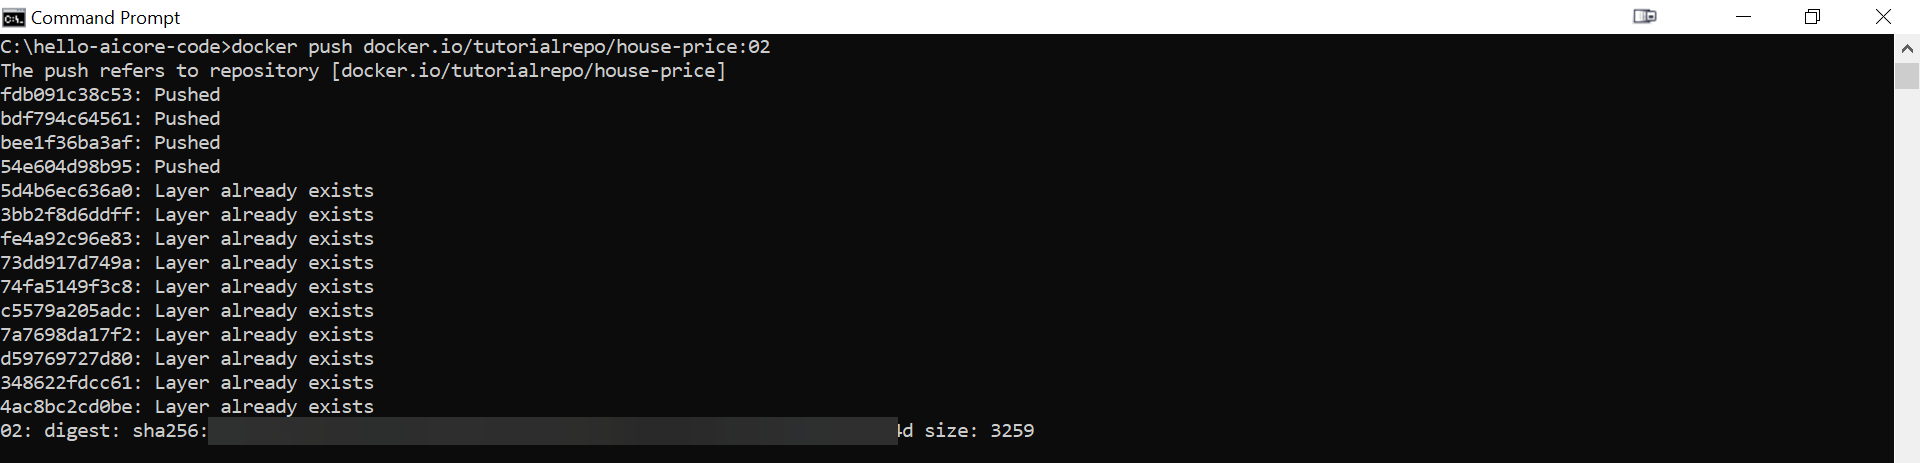 Command Prompt
C:\hello-aicore-code>docker push docker.io/tutorialrepo/house-price:02
The push refers to repository [docker.io/tutorialrepo/house-price]
fdb091c38c53: Pushed
bdf794c64561: Pushed
bee1f36ba3af: Pushed
54e604d98b95: Pushed
5d4b6ec636a0: Layer already exists
3bb2f8d6ddff: Layer already exists
fe4a92c96e83: Layer already exists
73dd917d749a: Layer already exists
74fa5149f3c8: Layer already exists
c5579a205adc: Layer already exists
7a7698da17f2: Layer already exists
d59769727d80: Layer already exists
348622fdcc61: Layer already exists
4ac8bc2cd0be: Layer already exists
02: digest: sha256: size: 3259